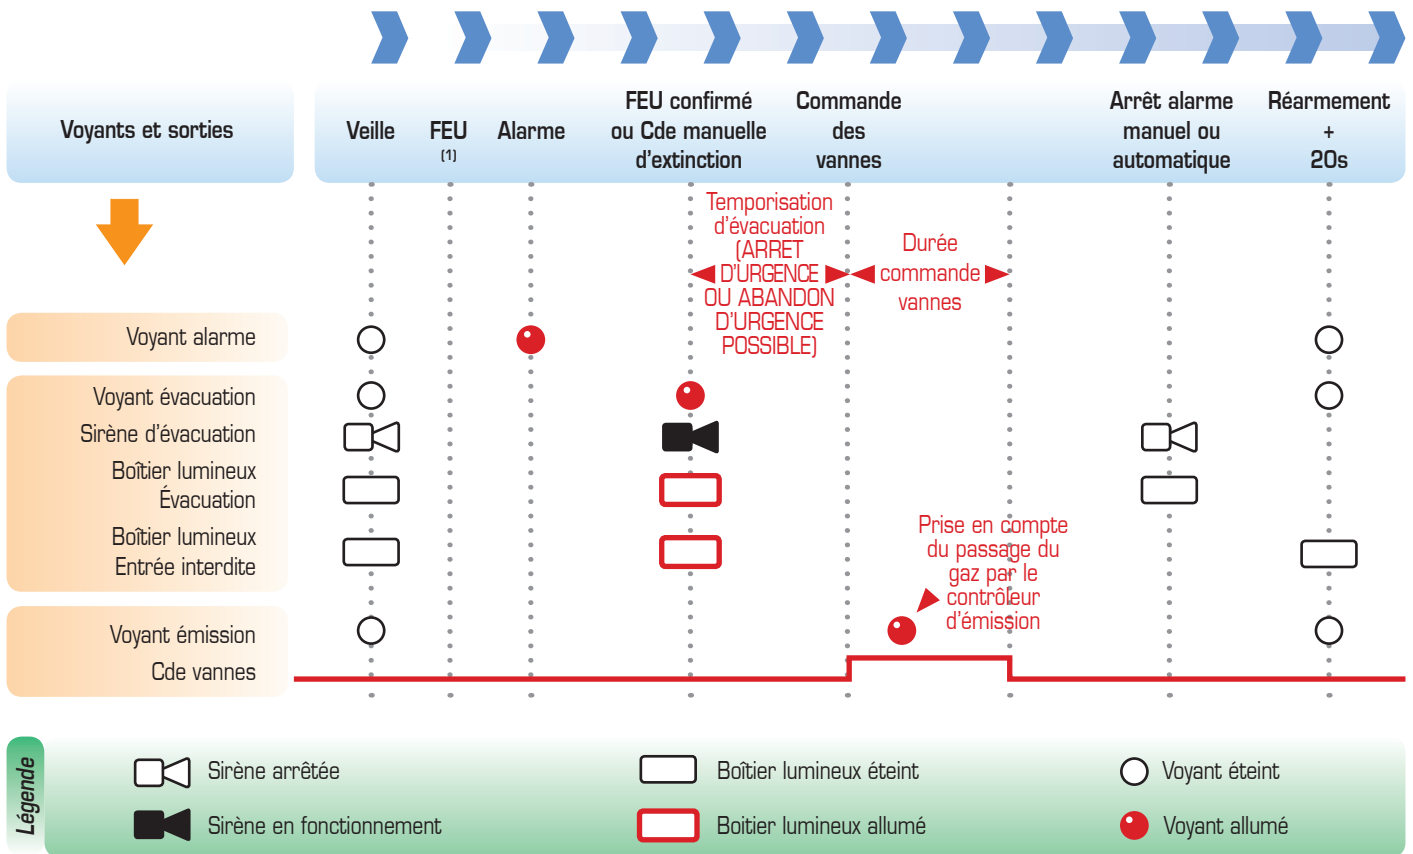 Voyants et sorties
Veille
FEU
(1)
Alarme
FEU confirmé
ou Cde manuelle
d'extinction
Commande
des
vannes
Arrêt alarme
manuel ou
automatique
Réarmement
+
20s
Temporisation
d'évacuation
(ARRET
D'URGENCE
OU ABANDON
D'URGENCE
POSSIBLE)
Durée
commande
vannes
Voyant alarme
Voyant évacuation
Sirène d'évacuation
Boîtier lumineux
Évacuation
Boîtier lumineux
Entrée interdite
Prise en compte
du passage du
gaz par le
contrôleur
d'émission
Voyant émission
Cde vannes
Légende
Sirène arrêtée
Boîtier lumineux éteint
Voyant éteint
Sirène en fonctionnement
Boitier lumineux allumé
Voyant allumé